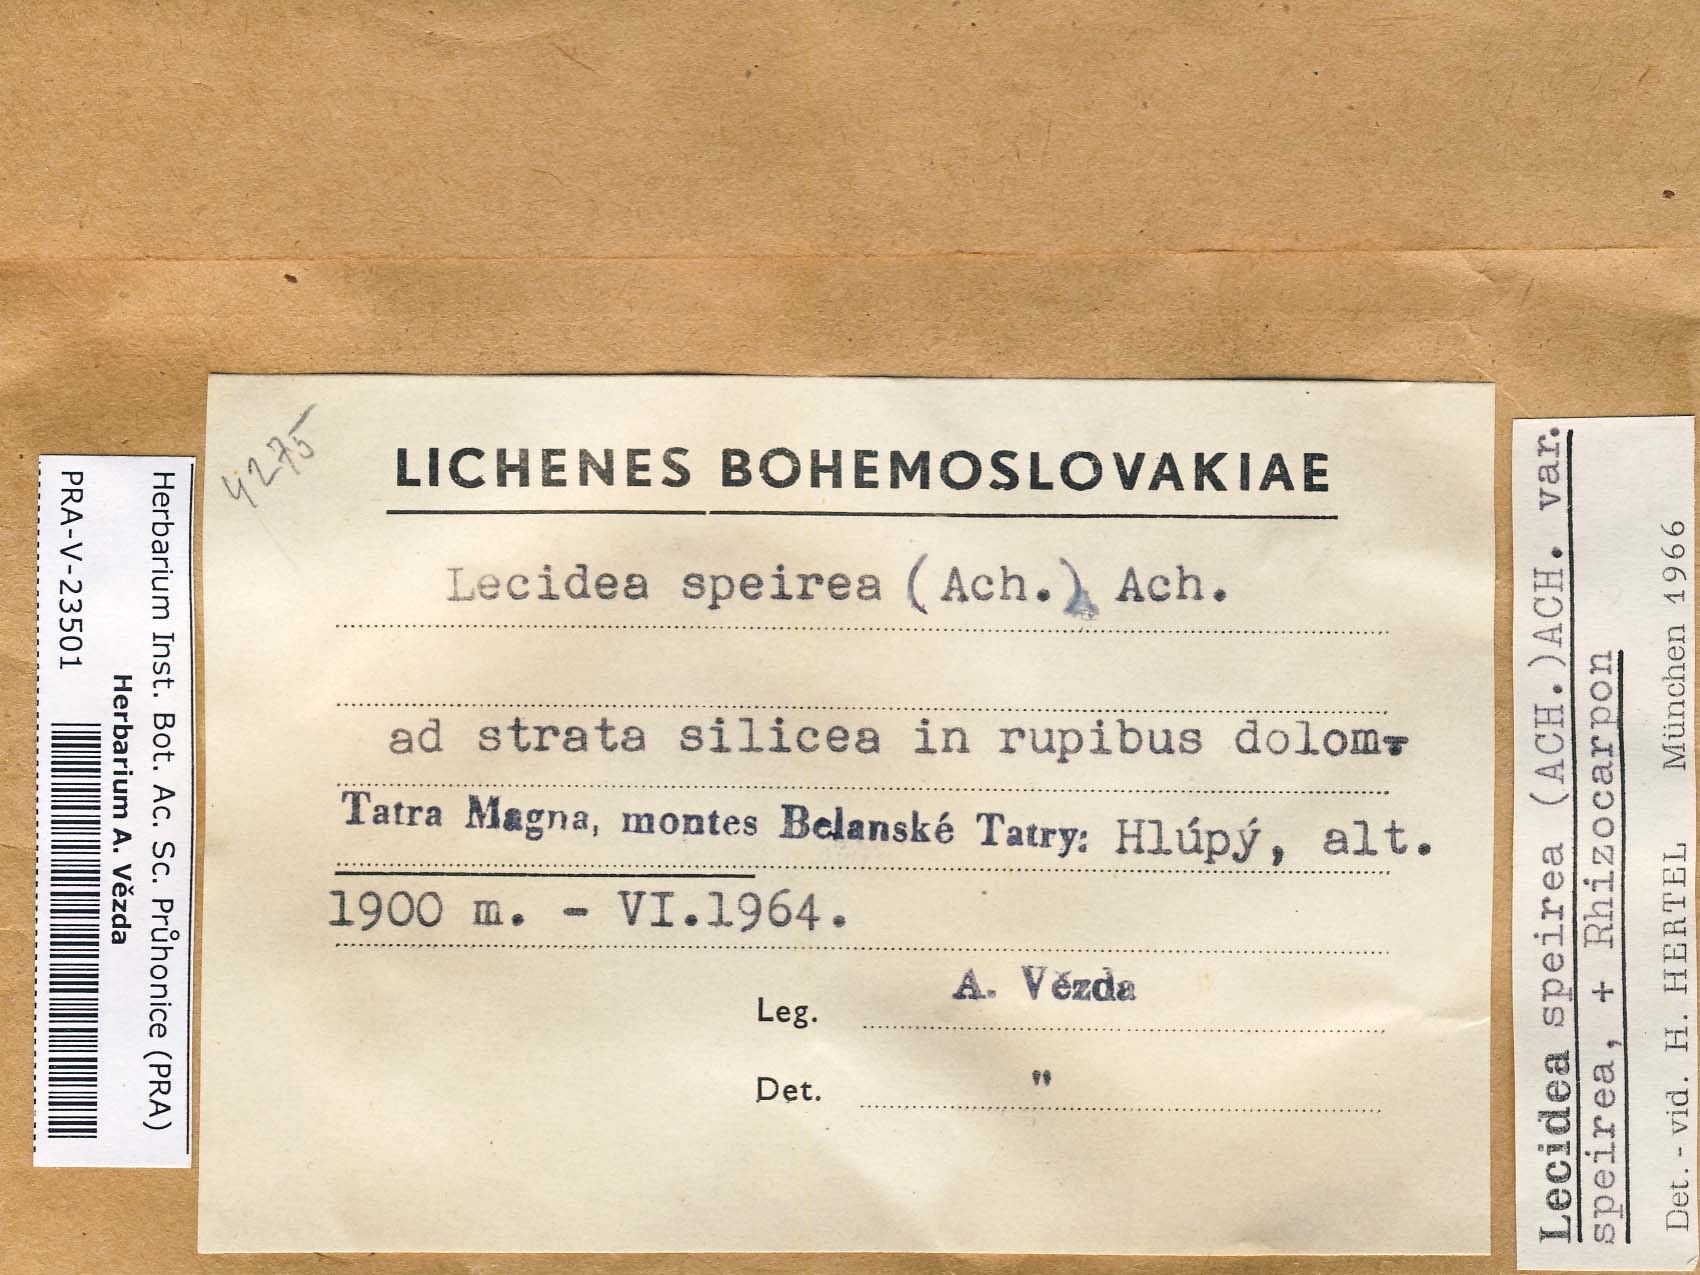 4275
LICHENES BOHEMOSLOVAKIAE
Lecidea speirea (Ach.) Ach.
ad strata silicea in rupibus dolom.
Tatra Magna, montes Belanské Tatry: Hlúpý, alt.
1900 m. - VI.1964.
Leg. A. Vězda
Det. "
Herbarium Inst. Bot. Ac. Sc. Průhonice (PRA)
Herbarium A. Vězda
PRA-V-23501
Lecidea speirea (ACH.)ACH. var.
speirea, + Rhizocarpon
Det. - vid. H. HERTEL München 1966